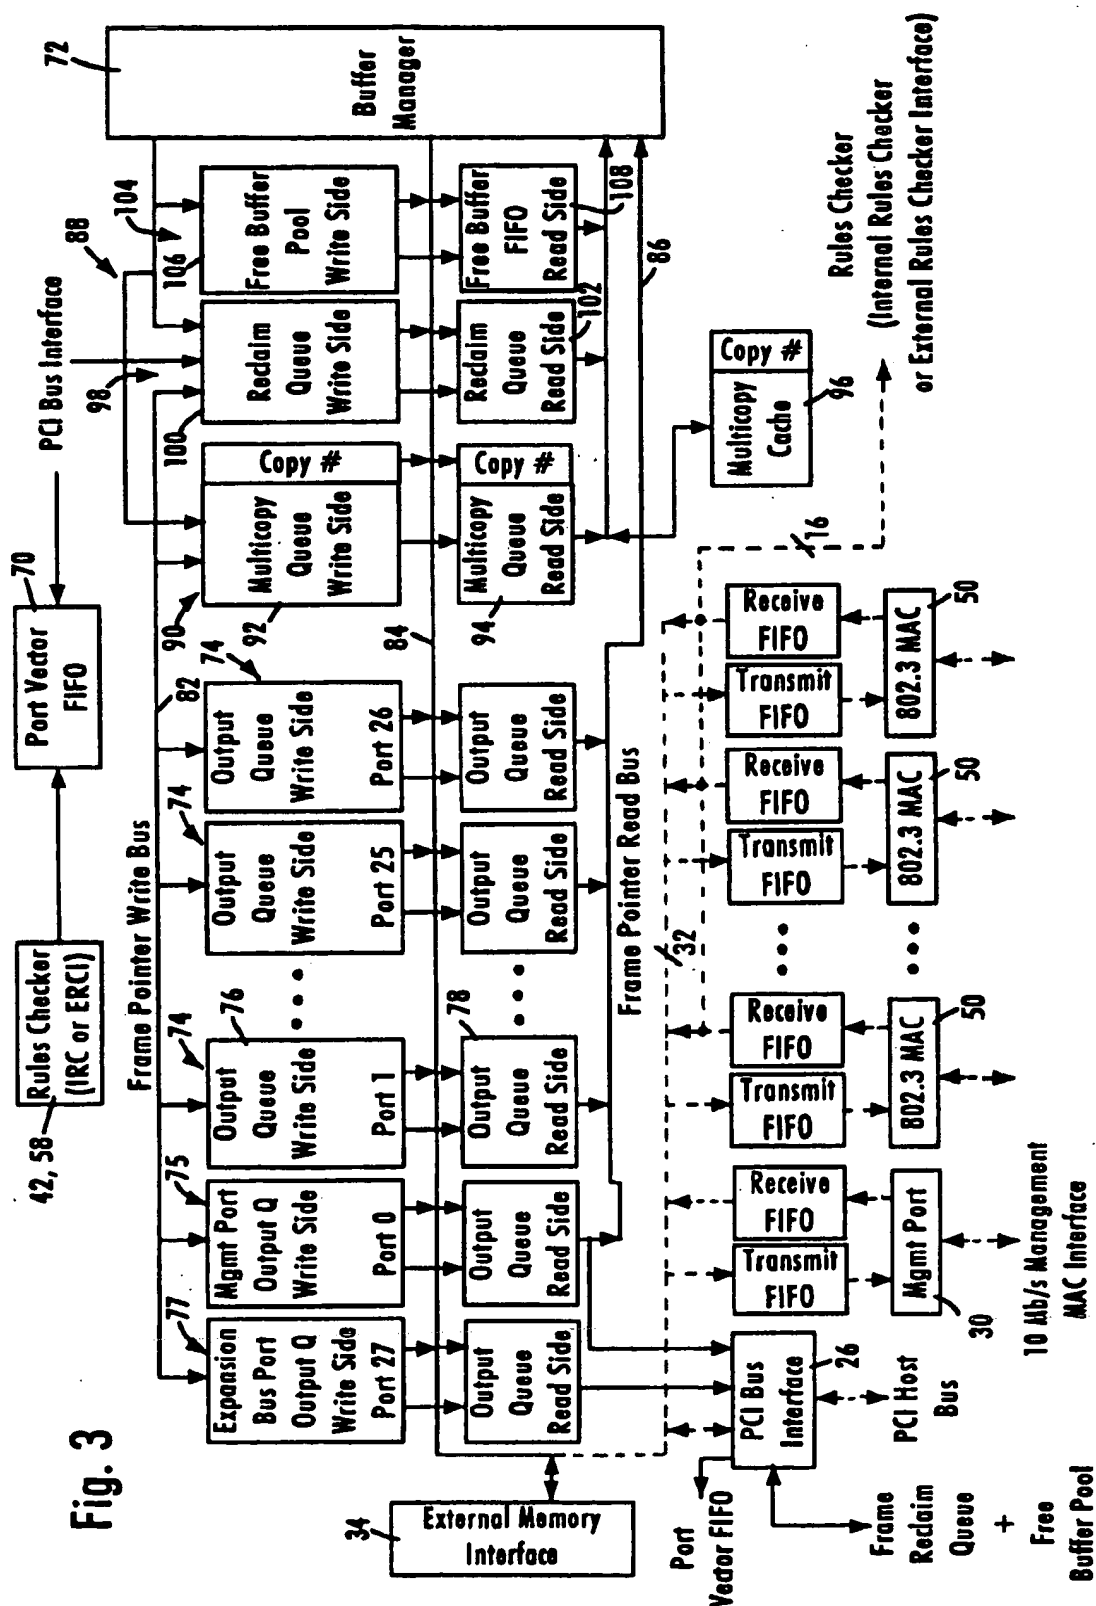 Fig. 3
42, 58
Rules Checker
(IRC or ERCI)
Port Vector
FIFO
70
PCI Bus Interface
88
72
Buffer
Manager
Frame Pointer Write Bus
82
98
104
77
Expansion
Bus Port
Output Q
Write Side
Port 27
75
Mgmt Port
Output Q
Write Side
Port 0
74
76
Output
Queue
Write Side
Port 1
74
Output
Queue
Write Side
Port 25
74
Output
Queue
Write Side
Port 26
90
92
Multicopy
Queue
Write Side
Copy #
100
Reclaim
Queue
Write Side
106
Free Buffer
Pool
Write Side
84
34
External Memory
Interface
Output
Queue
Read Side
Output
Queue
Read Side
78
Output
Queue
Read Side
Output
Queue
Read Side
Output
Queue
Read Side
94
Multicopy
Queue
Read Side
Copy #
Reclaim
Queue
Read Side
102
Free Buffer
FIFO
Read Side
108
86
Frame Pointer Read Bus
32
16
Multicopy
Cache
Copy #
96
Rules Checker
(Internal Rules Checker
or External Rules Checker Interface)
Port
Vector FIFO
PCI Bus
Interface
26
PCI Host
Bus
Frame
Reclaim
Queue
+
Free
Buffer Pool
Transmit
FIFO
Receive
FIFO
Mgmt Port
30
10 Mb/s Management
MAC Interface
Transmit
FIFO
Receive
FIFO
802.3 MAC
50
Transmit
FIFO
Receive
FIFO
802.3 MAC
50
Transmit
FIFO
Receive
FIFO
802.3 MAC
50